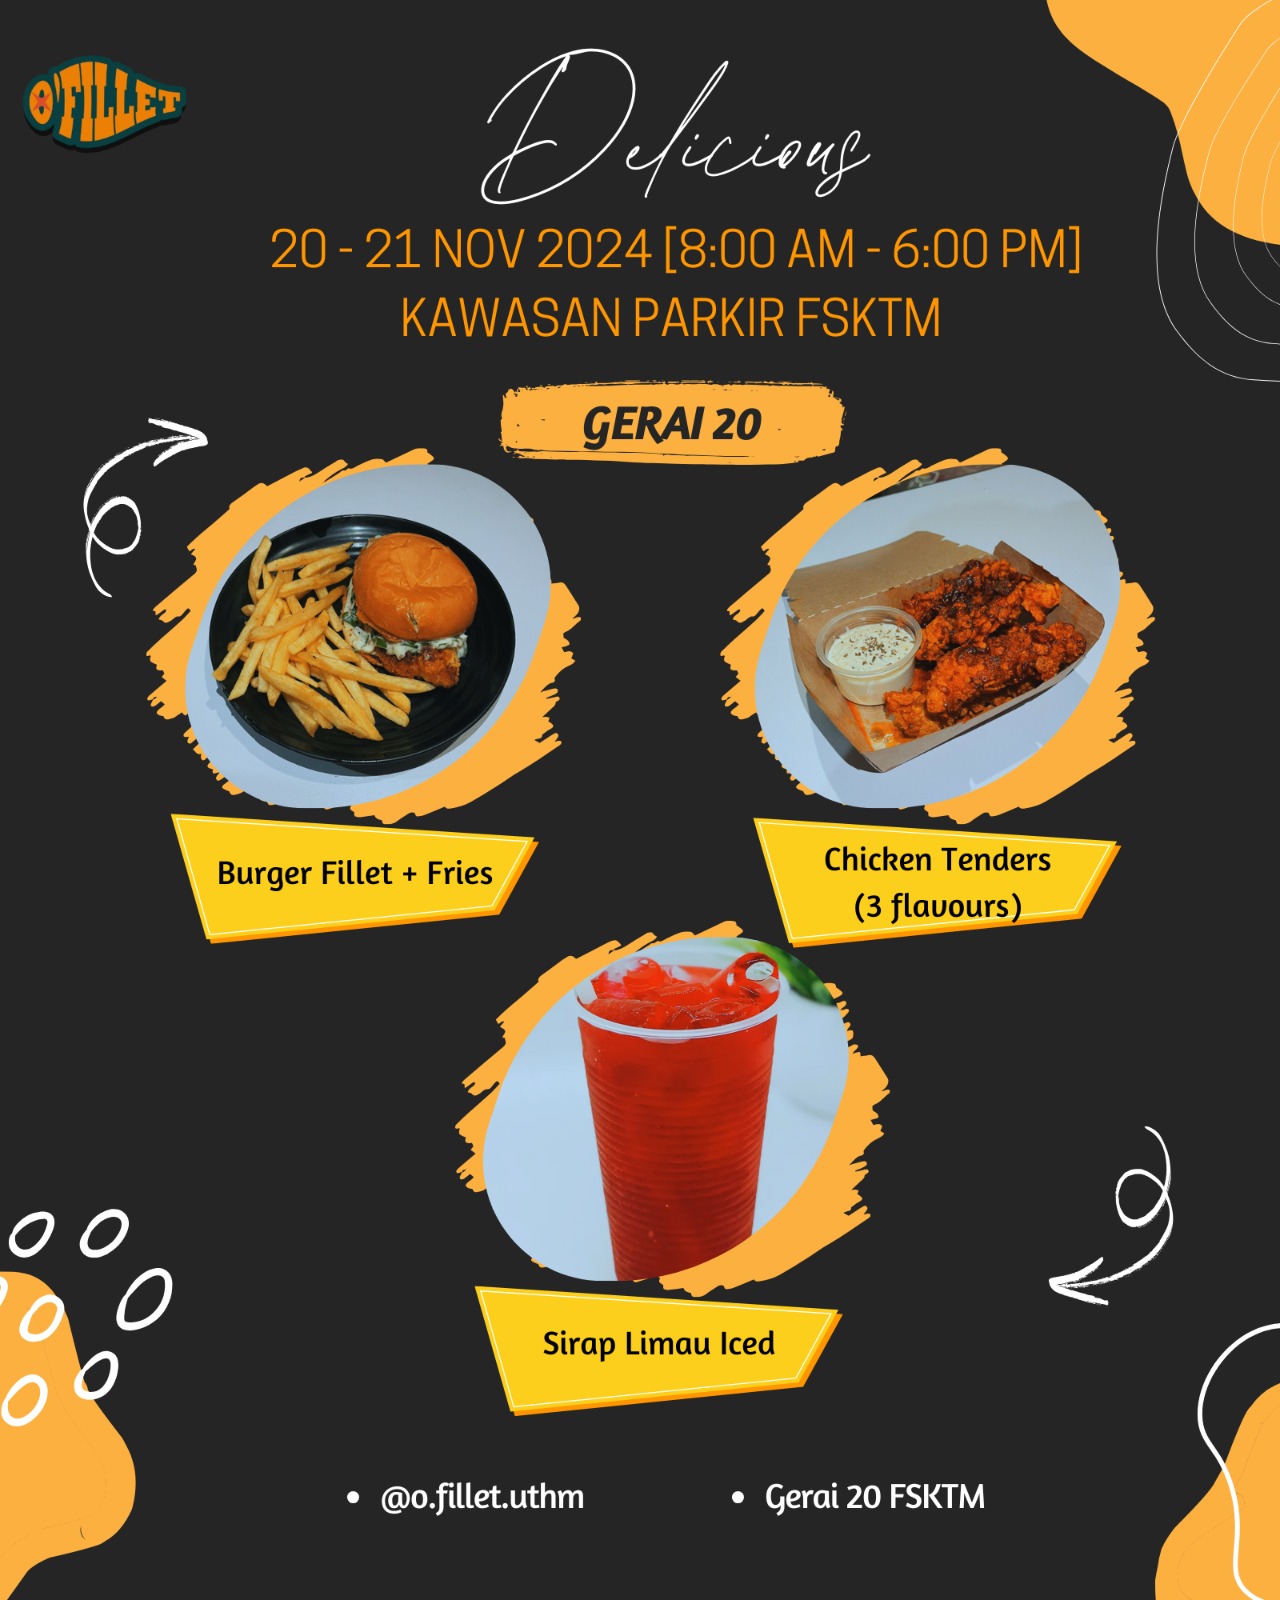 O'FILLET
Delicious
20 - 21 NOV 2024 [8:00 AM - 6:00 PM]
KAWASAN PARKIR FSKTM
GERAI 20
Burger Fillet + Fries
Chicken Tenders
(3 flavours)
Sirap Limau Iced
• @o.fillet.uthm
• Gerai 20 FSKTM